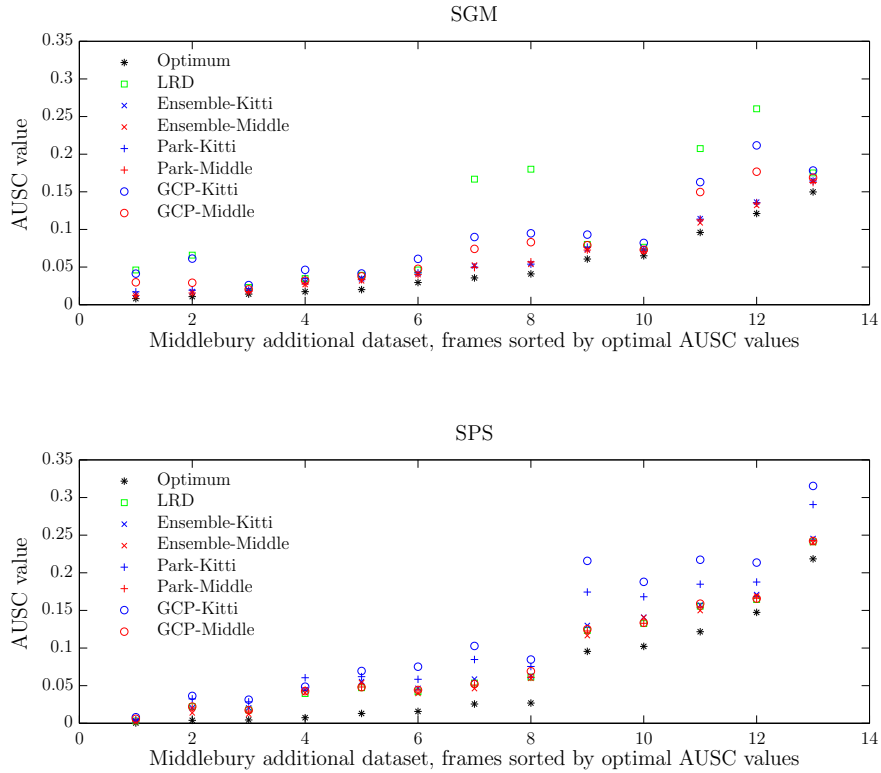 SGM
0.35
0.3
0.25
0.2
0.15
0.1
0.05
0
AUSC value
Optimum
LRD
Ensemble-Kitti
Ensemble-Middle
Park-Kitti
Park-Middle
GCP-Kitti
GCP-Middle
0 2 4 6 8 10 12 14
Middlebury additional dataset, frames sorted by optimal AUSC values
SPS
0.35
0.3
0.25
0.2
0.15
0.1
0.05
0
AUSC value
Optimum
LRD
Ensemble-Kitti
Ensemble-Middle
Park-Kitti
Park-Middle
GCP-Kitti
GCP-Middle
0 2 4 6 8 10 12 14
Middlebury additional dataset, frames sorted by optimal AUSC values